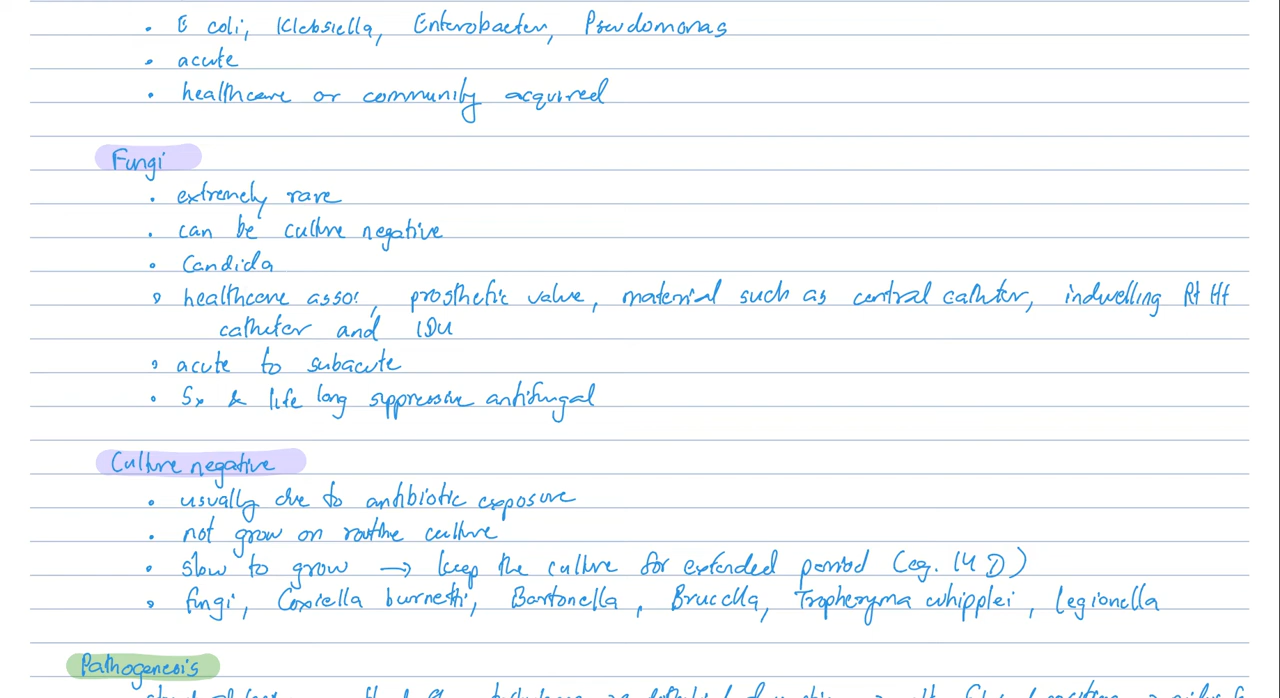 • E coli, Klebsiella, Enterobacter, Pseudomonas
• acute
• healthcare or community acquired
Fungi
• extremely rare
• can be culture negative
• Candida
• healthcare assoc, prosthetic valve, material such as central catheter, indwelling Rt Ht
catheter and IDU
• acute to subacute
• Sx & life long suppressive antifungal
Culture negative
• usually due to antibiotic exposure
• not grow on routine culture
• slow to grow → keep the culture for extended period (eg. 14 D)
• fungi, Coxiella burnetti, Bartonella, Brucella, Tropheryma whipplei, legionella
Pathogenesis